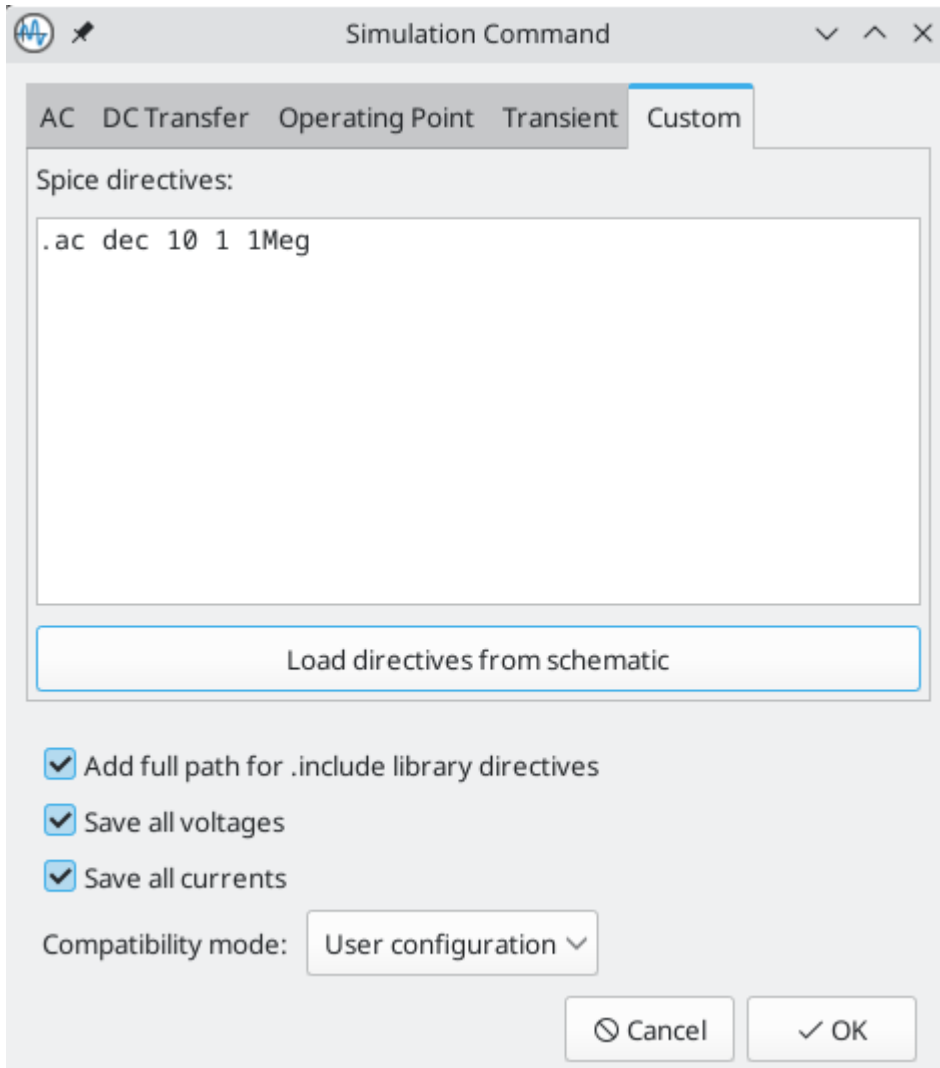 Simulation Command
AC DC Transfer Operating Point Transient Custom
Spice directives:
.ac dec 10 1 1Meg
Load directives from schematic
Add full path for .include library directives
Save all voltages
Save all currents
Compatibility mode: User configuration
Cancel OK